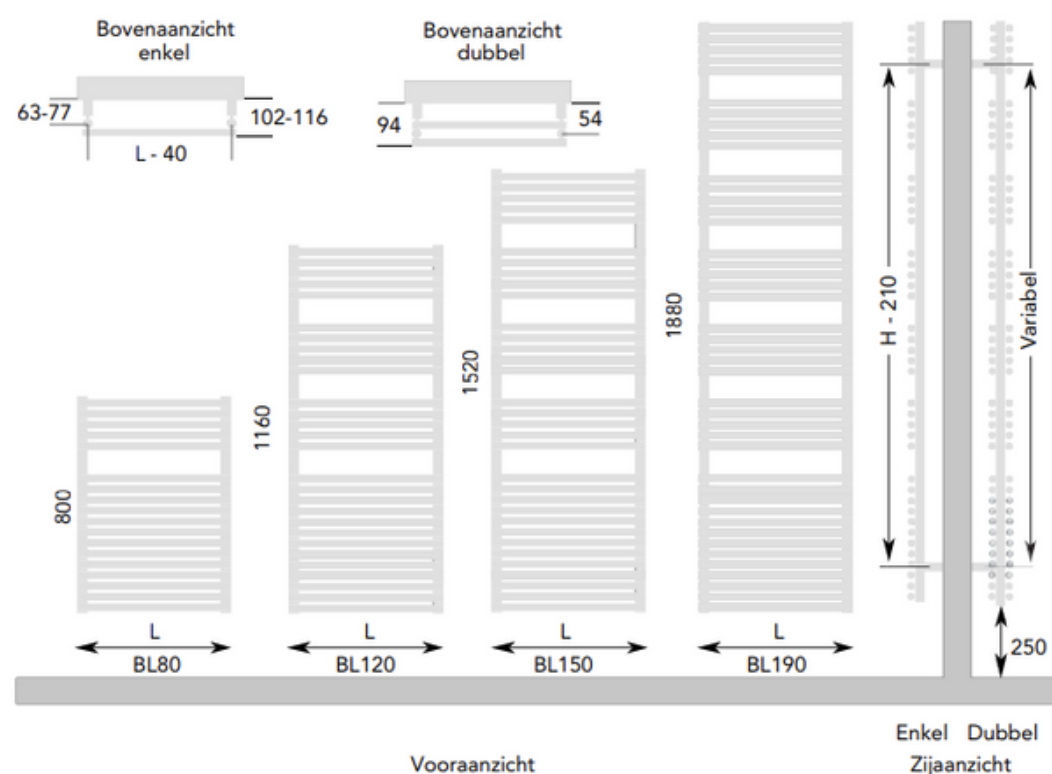 Bovenaanzicht
enkel
Bovenaanzicht
dubbel
63-77
102-116
L - 40
94
54
800
1160
1520
1880
H - 210
Variabel
L
BL80
L
BL120
L
BL150
L
BL190
250
Enkel
Dubbel
Vooraanzicht
Zijaanzicht